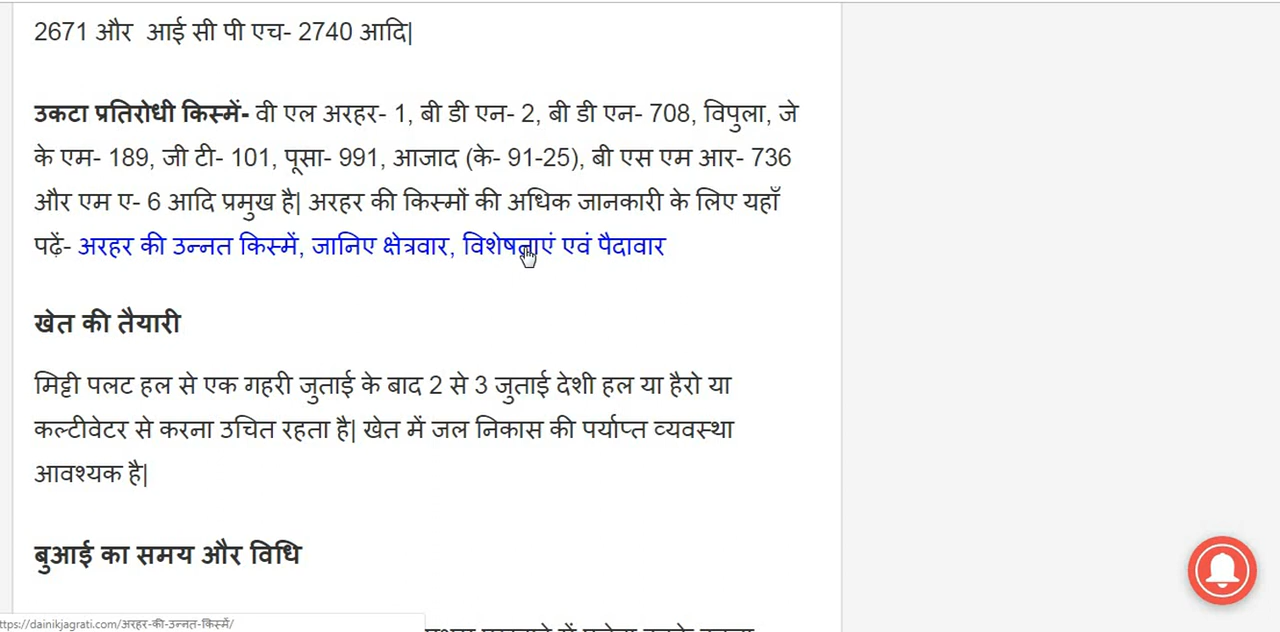 2671 और आई सी पी एच- 2740 आदि|
उकटा प्रतिरोधी किस्में- वी एल अरहर- 1, बी डी एन- 2, बी डी एन- 708, विपुला, जे
के एम- 189, जी टी- 101, पूसा- 991, आजाद (के- 91-25), बी एस एम आर- 736
और एम ए- 6 आदि प्रमुख है| अरहर की किस्मों की अधिक जानकारी के लिए यहाँ
पढ़ें- अरहर की उन्नत किस्में, जानिए क्षेत्रवार, विशेषताएं एवं पैदावार
खेत की तैयारी
मिट्टी पलट हल से एक गहरी जुताई के बाद 2 से 3 जुताई देशी हल या हैरो या
कल्टीवेटर से करना उचित रहता है| खेत में जल निकास की पर्याप्त व्यवस्था
आवश्यक है|
बुआई का समय और विधि
ttps://dainikjagrati.com/अरहर-की-उन्नत-किस्में/